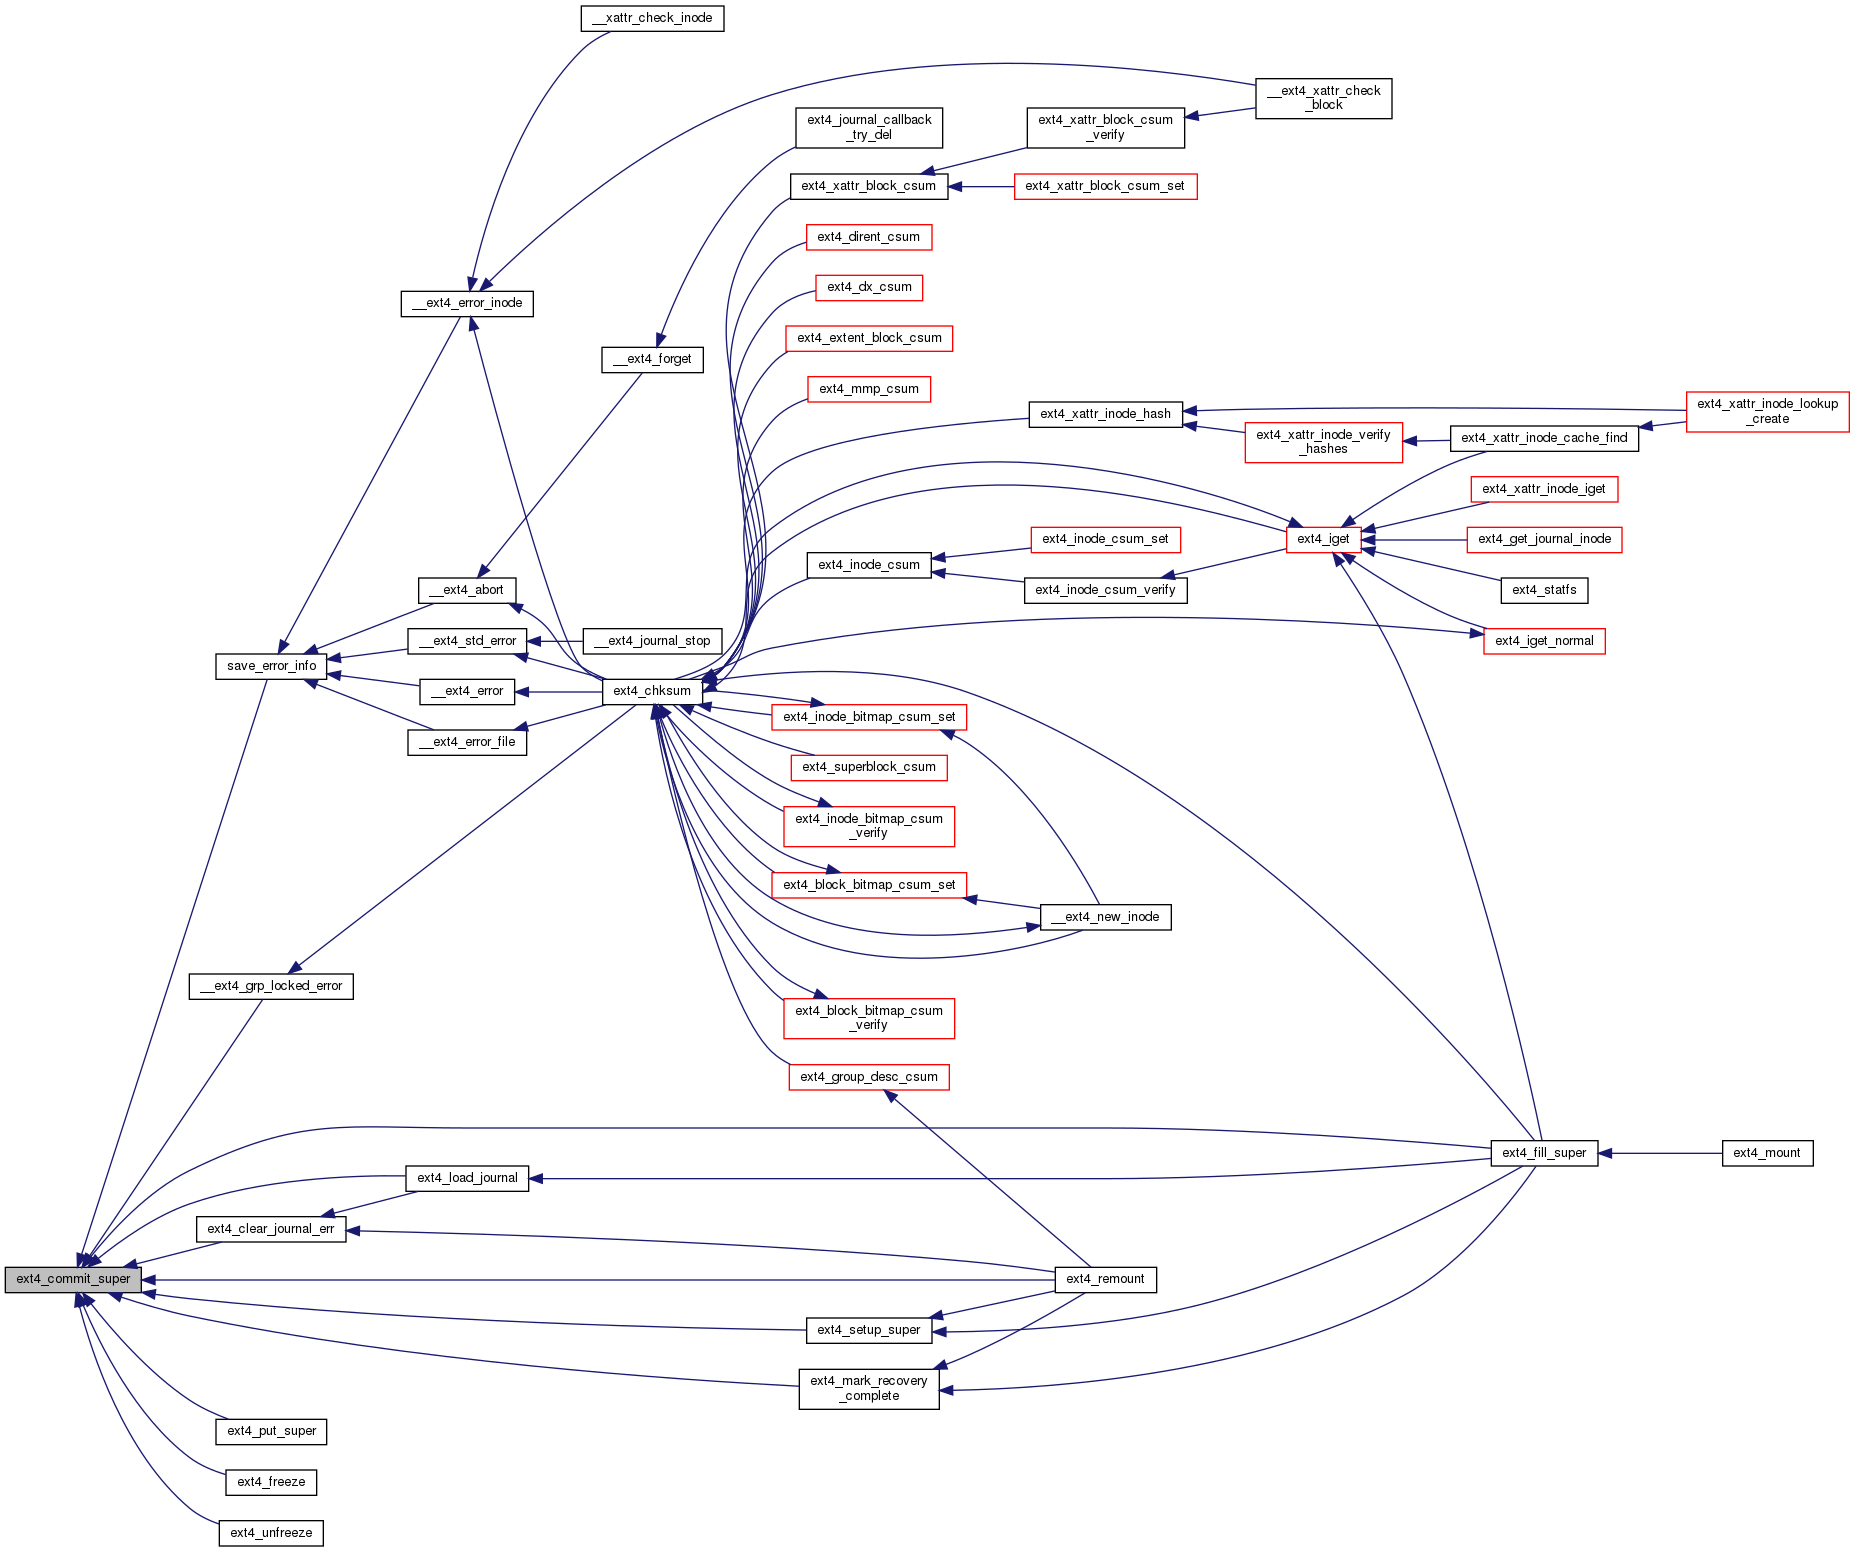 __xattr_check_inode
__ext4_xattr_check
_block
ext4_journal_callback
_try_del
ext4_xattr_block_csum
_verify
ext4_xattr_block_csum
ext4_xattr_block_csum_set
ext4_dirent_csum
ext4_dx_csum
__ext4_error_inode
ext4_extent_block_csum
__ext4_forget
ext4_mmp_csum
ext4_xattr_inode_hash
ext4_xattr_inode_lookup
_create
ext4_xattr_inode_verify
_hashes
ext4_xattr_inode_cache_find
ext4_xattr_inode_iget
ext4_iget
ext4_get_journal_inode
ext4_inode_csum_set
ext4_inode_csum
ext4_inode_csum_verify
ext4_statfs
__ext4_abort
__ext4_std_error
__ext4_journal_stop
ext4_iget_normal
save_error_info
__ext4_error
ext4_chksum
ext4_inode_bitmap_csum_set
__ext4_error_file
ext4_superblock_csum
ext4_inode_bitmap_csum
_verify
ext4_block_bitmap_csum_set
__ext4_new_inode
__ext4_grp_locked_error
ext4_block_bitmap_csum
_verify
ext4_group_desc_csum
ext4_fill_super
ext4_mount
ext4_load_journal
ext4_clear_journal_err
ext4_commit_super
ext4_remount
ext4_setup_super
ext4_mark_recovery
_complete
ext4_put_super
ext4_freeze
ext4_unfreeze